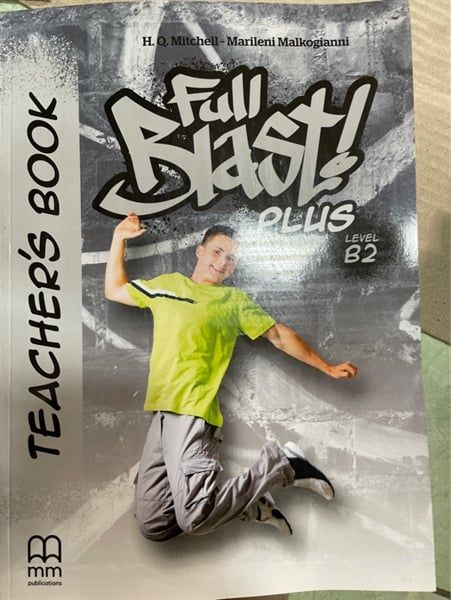 H. Q. Mitchell - Marileni Malkogianni
Full
Blast!
PLUS
LEVEL
B2
TEACHER'S BOOK
mm
publications